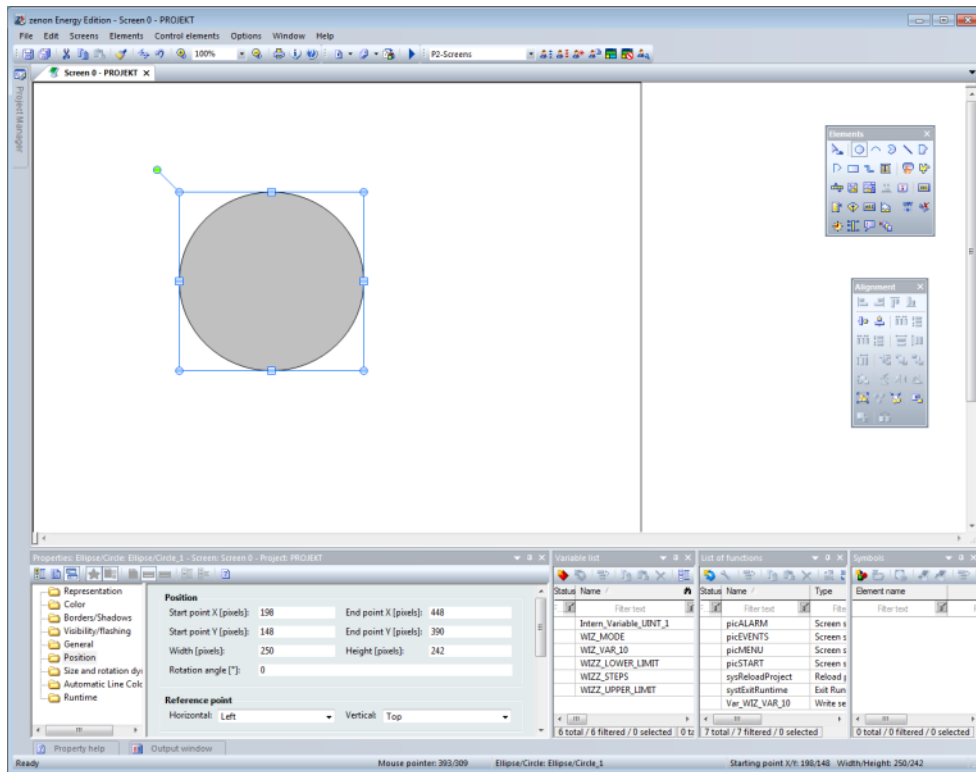 zenon Energy Edition - Screen 0 - PROJEKT
File Edit Screens Elements Control elements Options Window Help
100% P2-Screens
Screen 0 - PROJEKT
Project Manager
Elements
Alignment
Properties: Ellipse/Circle: Ellipse/Circle_1 - Screen: Screen 0 - Project: PROJEKT
Representation
Color
Borders/Shadows
Visibility/flashing
General
Position
Size and rotation dyn
Automatic Line Colo
Runtime
Position
Start point X [pixels]: 198 End point X [pixels]: 448
Start point Y [pixels]: 148 End point Y [pixels]: 390
Width [pixels]: 250 Height [pixels]: 242
Rotation angle [°]: 0
Reference point
Horizontal: Left Vertical: Top
Variable list
Status Name
Filter text
Intern_Variable_UINT_1
WIZ_MODE
WIZ_VAR_10
WIZZ_LOWER_LIMIT
WIZZ_STEPS
WIZZ_UPPER_LIMIT
6 total / 6 filtered / 0 selected 0 to
List of functions
Status Name Type
Filter text Filte
picALARM Screen s
picEVENTS Screen s
picMENU Screen s
picSTART Screen s
sysReloadProject Reload p
systExitRuntime Exit Run
Var_WIZ_VAR_10 Write se
7 total / 7 filtered / 0 selected
Symbols
Element name
Filter text
0 total / 0 filtered / 0 selected
Property help Output window
Ready Mouse pointer: 393/309 Ellipse/Circle: Ellipse/Circle_1 Starting point X/Y: 198/148 Width/Height: 250/242